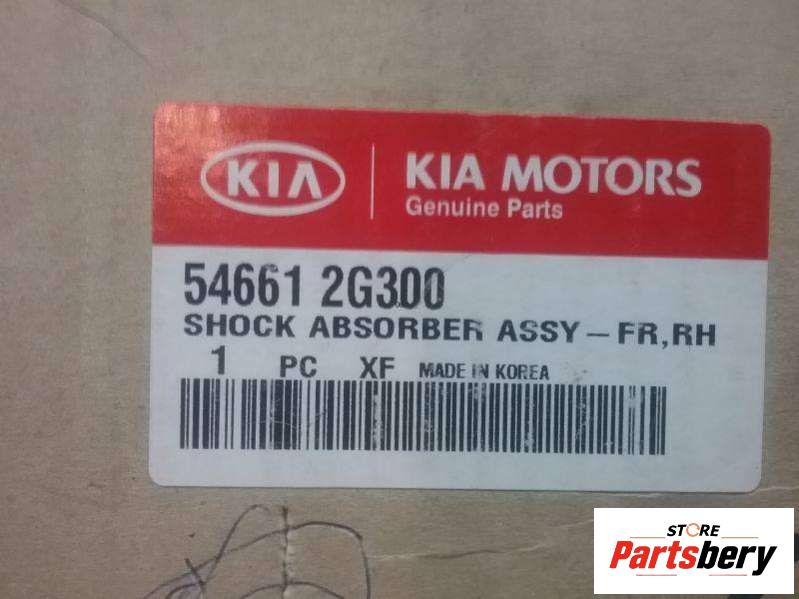 KIA
KIA MOTORS
Genuine Parts
54661 2G300
SHOCK ABSORBER ASSY-FR,RH
1 PC XF MADE IN KOREA
STORE
Partsbery